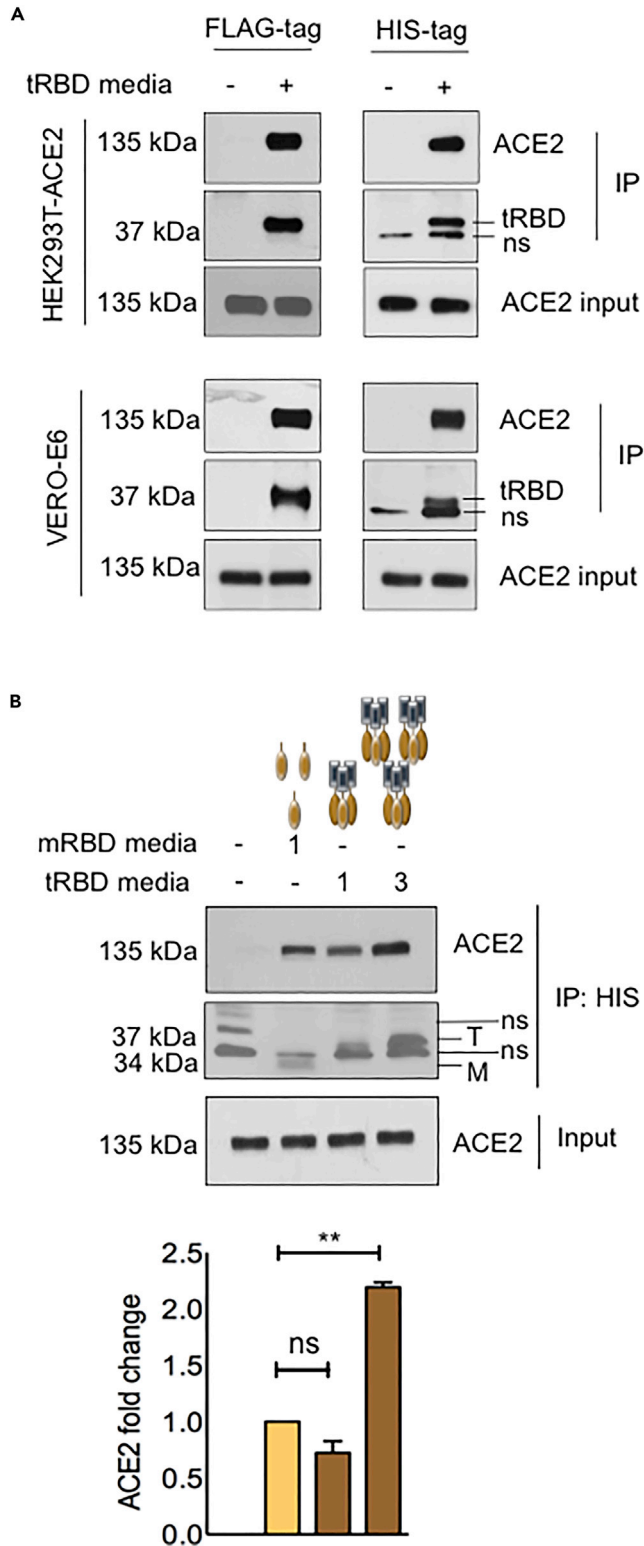 A
FLAG-tag HIS-tag
tRBD media - + - +
HEK293T-ACE2
135 kDa ACE2
37 kDa tRBD
ns
IP
135 kDa ACE2 input
VERO-E6
135 kDa ACE2
37 kDa tRBD
ns
IP
135 kDa ACE2 input
B
mRBD media - 1 - -
tRBD media - - 1 3
135 kDa ACE2
IP: HIS
ns
37 kDa T
ns
34 kDa M
135 kDa ACE2 Input
ACE2 fold change
2.5
**
2.0
1.5
ns
1.0
0.5
0.0